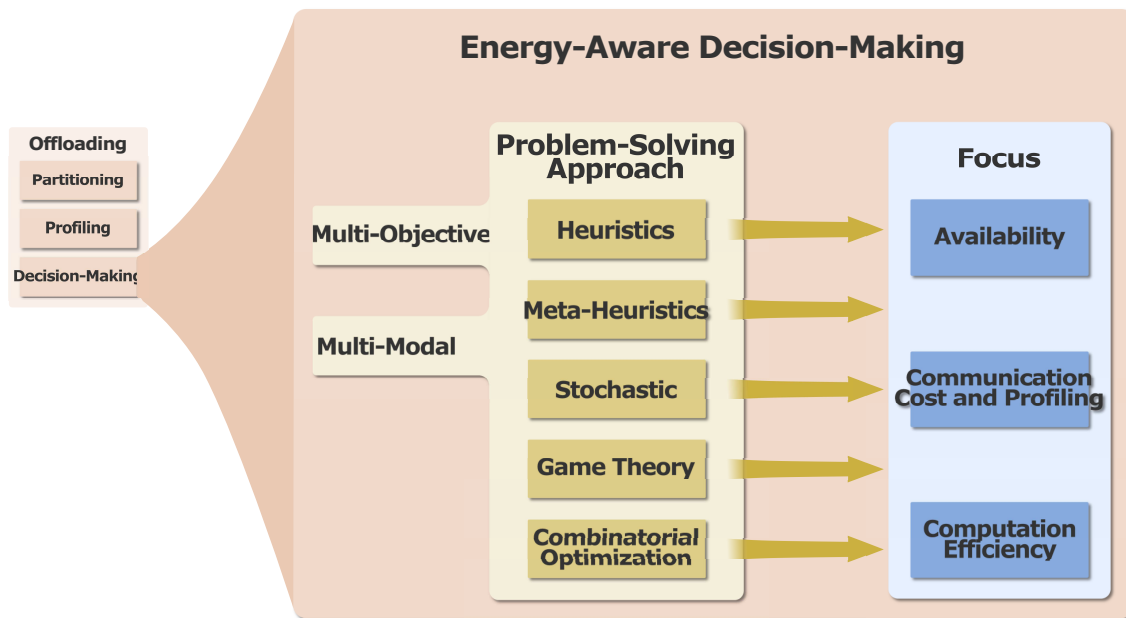 Energy-Aware Decision-Making
Offloading
Partitioning
Profiling
Decision-Making
Multi-Objective
Multi-Modal
Problem-Solving
Approach
Heuristics
Meta-Heuristics
Stochastic
Game Theory
Combinatorial
Optimization
Focus
Availability
Communication
Cost and Profiling
Computation
Efficiency